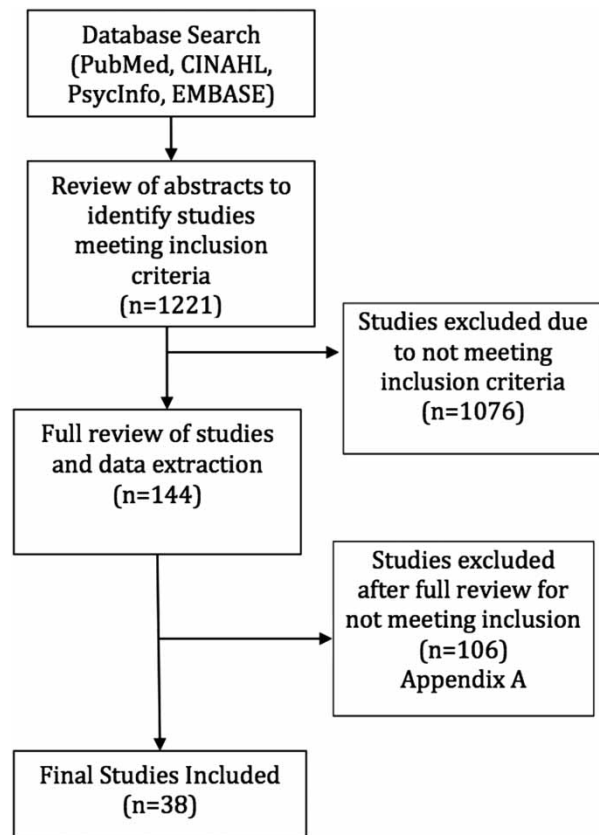 Database Search
(PubMed, CINAHL,
PsycInfo, EMBASE)
Review of abstracts to
identify studies
meeting inclusion
criteria
(n=1221)
Studies excluded due
to not meeting
inclusion criteria
(n=1076)
Full review of studies
and data extraction
(n=144)
Studies excluded
after full review for
not meeting inclusion
(n=106)
Appendix A
Final Studies Included
(n=38)